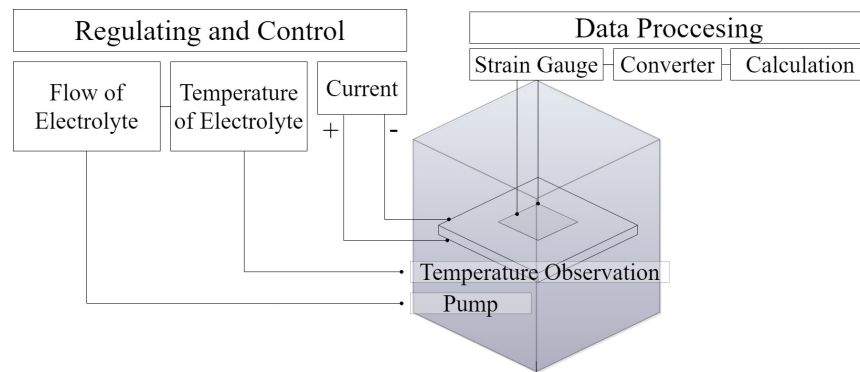 Regulating and Control
Data Proccesing
Flow of
Electrolyte
Temperature
of Electrolyte
Current
+ -
Strain Gauge
Converter
Calculation
Temperature Observation
Pump